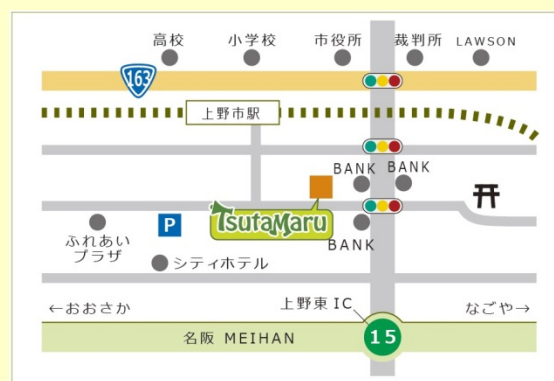 高校
小学校
市役所
裁判所
LAWSON
163
上野市駅
BANK
BANK
P
TsutaMaru
BANK
ふれあい
プラザ
シティホテル
上野東 IC
←おおさか
なごや→
名阪 MEIHAN
15